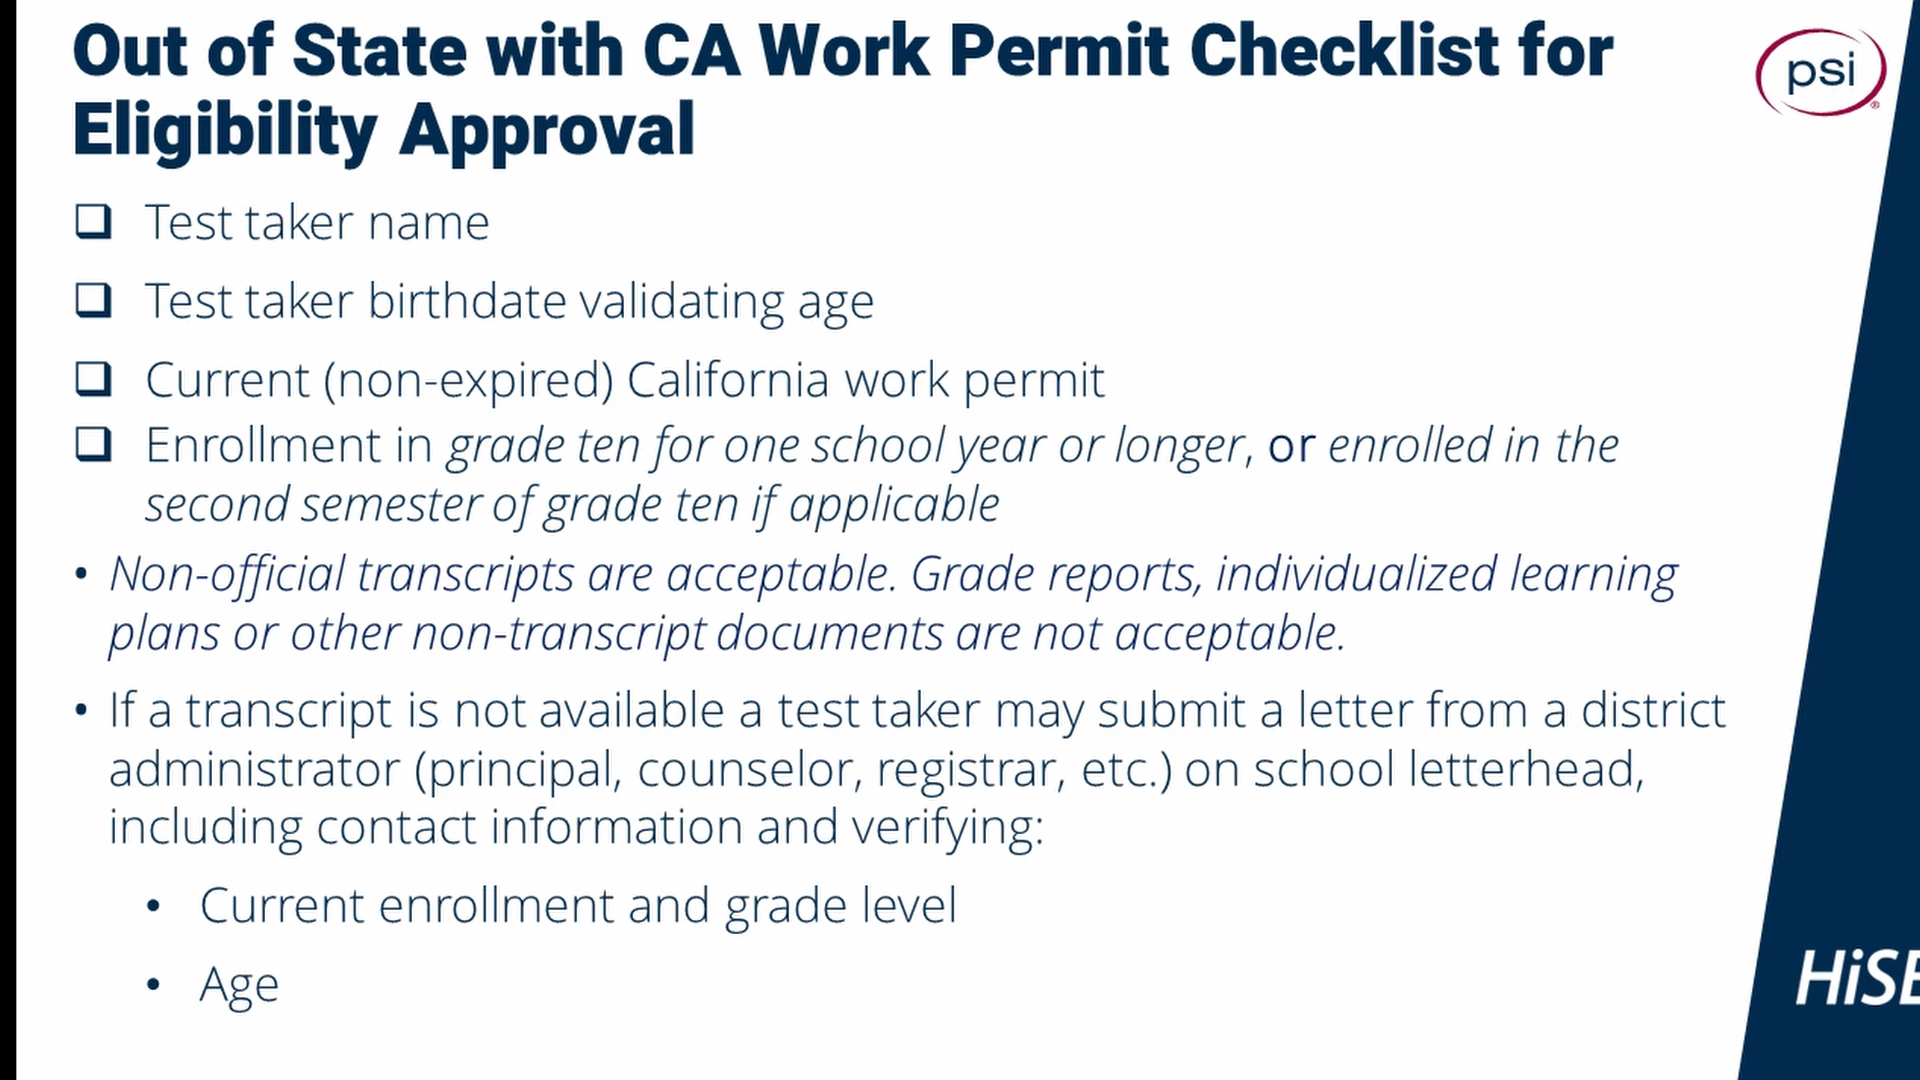 Out of State with CA Work Permit Checklist for
Eligibility Approval
psi
❑ Test taker name
❑ Test taker birthdate validating age
❑ Current (non-expired) California work permit
❑ Enrollment in grade ten for one school year or longer, or enrolled in the
second semester of grade ten if applicable
• Non-official transcripts are acceptable. Grade reports, individualized learning
plans or other non-transcript documents are not acceptable.
• If a transcript is not available a test taker may submit a letter from a district
administrator (principal, counselor, registrar, etc.) on school letterhead,
including contact information and verifying:
• Current enrollment and grade level
• Age
HiSE